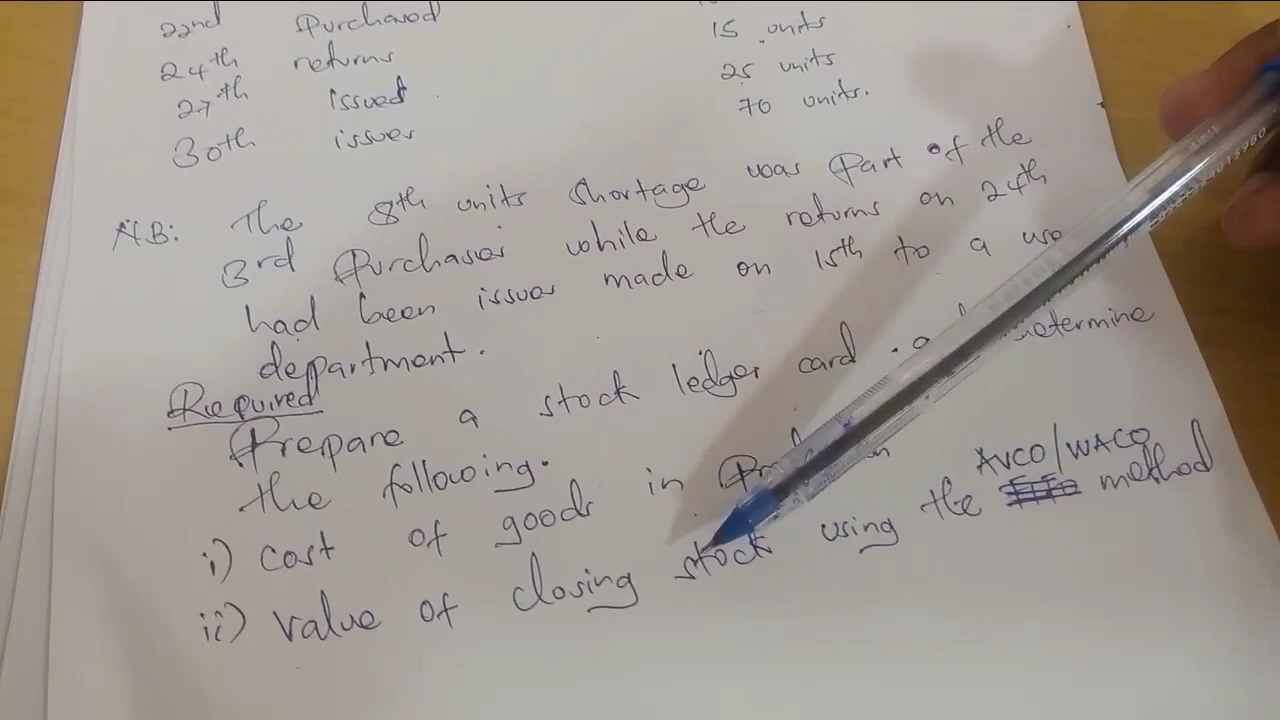 22nd purchased
24th returns 15 units
27th issued 25 units
30th issues 70 units.
N.B: The 8th units shortage was part of the
3rd purchases while the returns on 24th
had been issues made on 15th to a
department.
Required
Prepare a stock ledger card determine
the following.
i) cost of goods in
ii) value of closing stock using the AVCO/WACO method